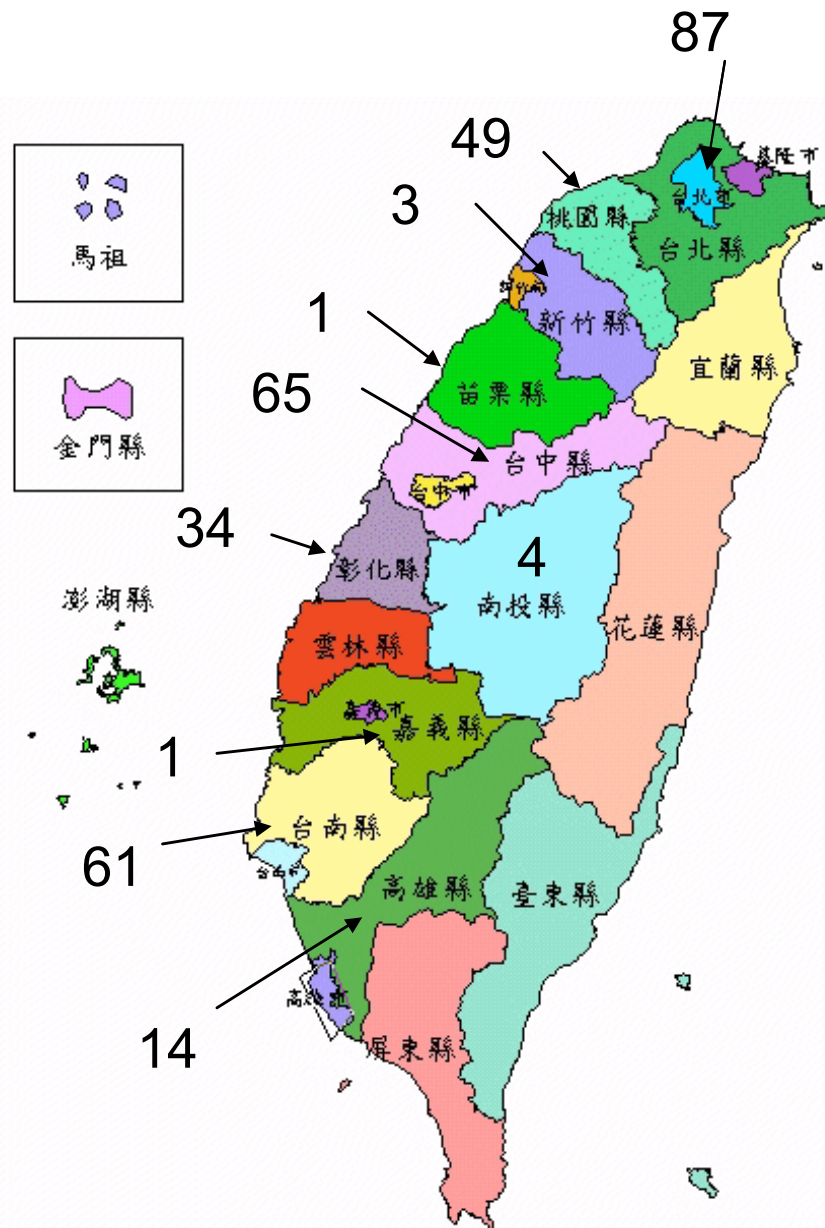 87
49
基隆市
3
馬祖
桃園縣
台北市
台北縣
1
新竹市
新竹縣
65
苗栗縣
宜蘭縣
金門縣
台中縣
台中市
34
4
彰化縣
南投縣
澎湖縣
花蓮縣
雲林縣
嘉義市
嘉義縣
1
台南縣
61
台南市
高雄縣
臺東縣
高雄市
14
屏東縣